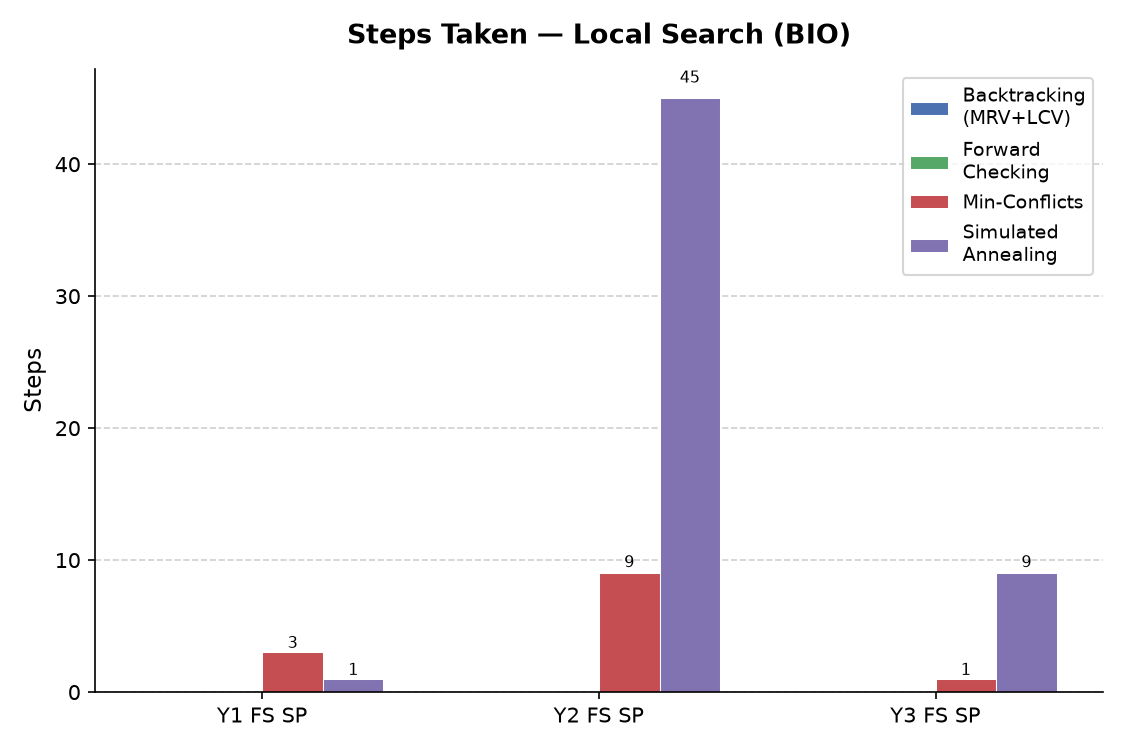 Steps Taken — Local Search (BIO)
45
Backtracking
(MRV+LCV)
Forward
Checking
Min-Conflicts
Simulated
Annealing
40
30
Steps
20
10
9
9
3
1
1
0
Y1 FS SP
Y2 FS SP
Y3 FS SP